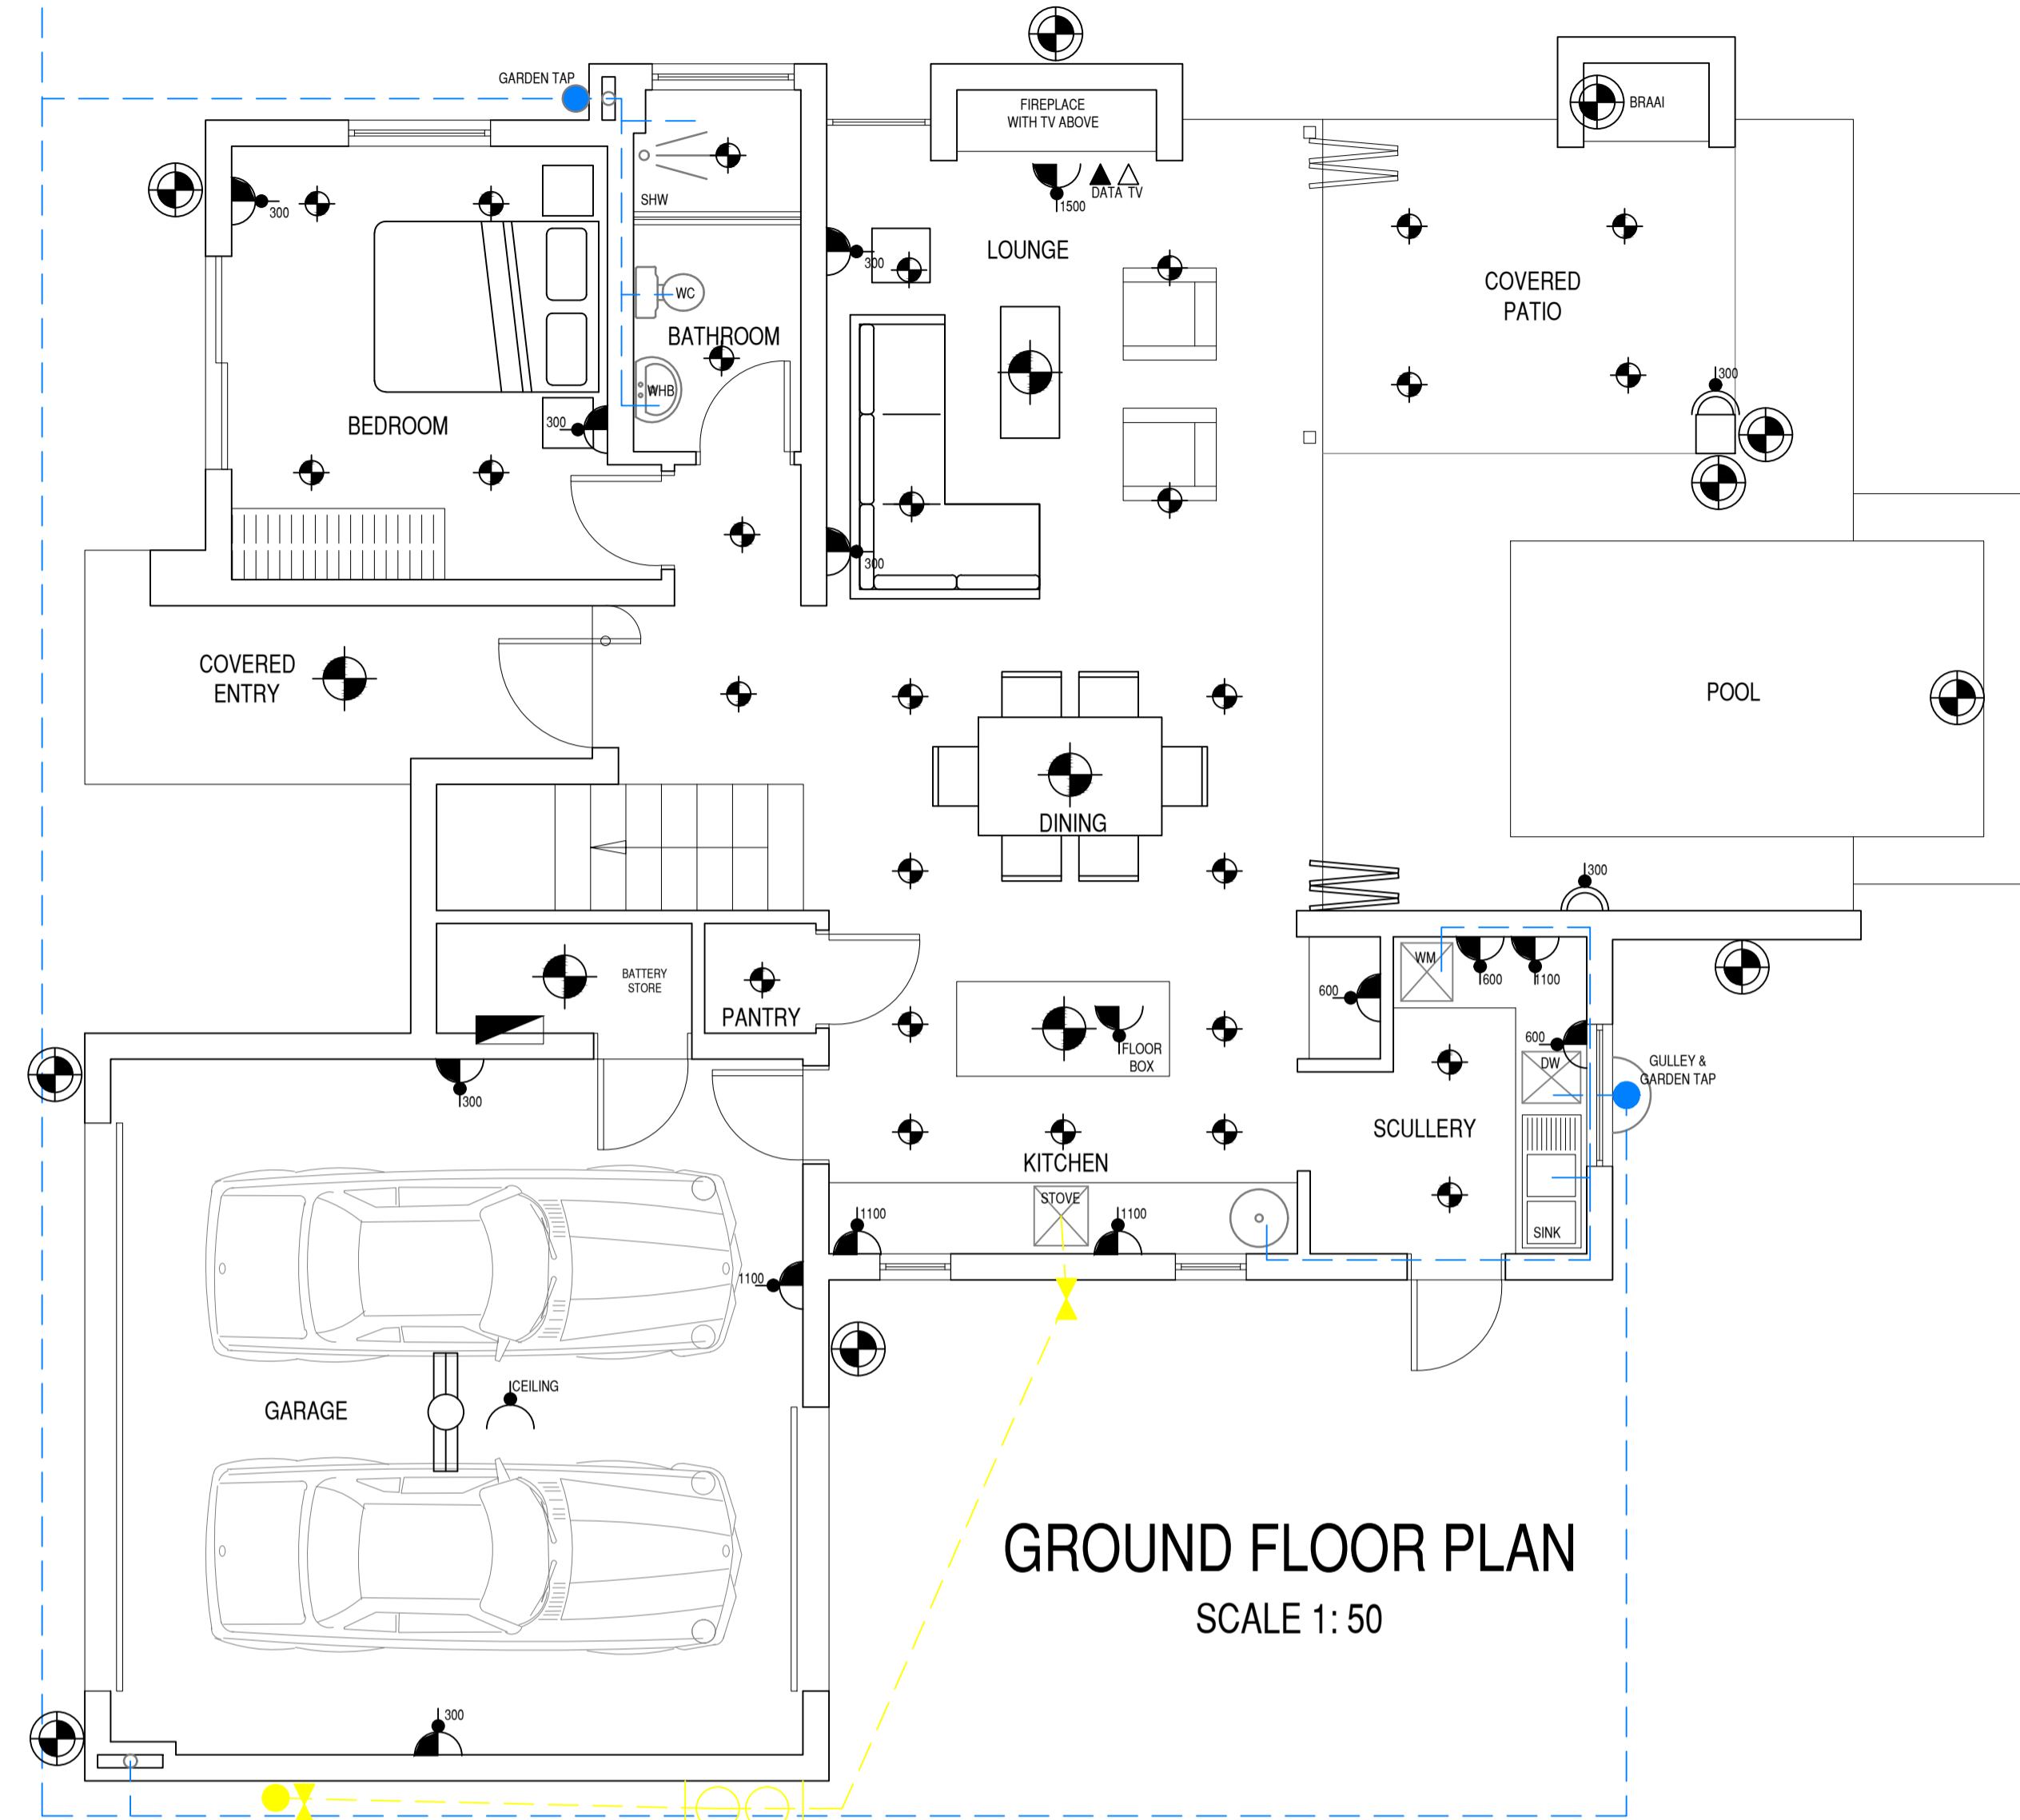 GARDEN TAP
FIREPLACE
WITH TV ABOVE
BRAAI
SHW
300
DATA TV
1500
LOUNGE
300
WC
COVERED
PATIO
BATHROOM
WHB
300
BEDROOM
300
300
COVERED
ENTRY
POOL
DINING
300
BATTERY
STORE
WM
600
1100
600
PANTRY
FLOOR
BOX
600
DW
GULLEY &
GARDEN TAP
300
SCULLERY
KITCHEN
STOVE
1100
1100
SINK
1100
CEILING
GARAGE
GROUND FLOOR PLAN
SCALE 1: 50
300